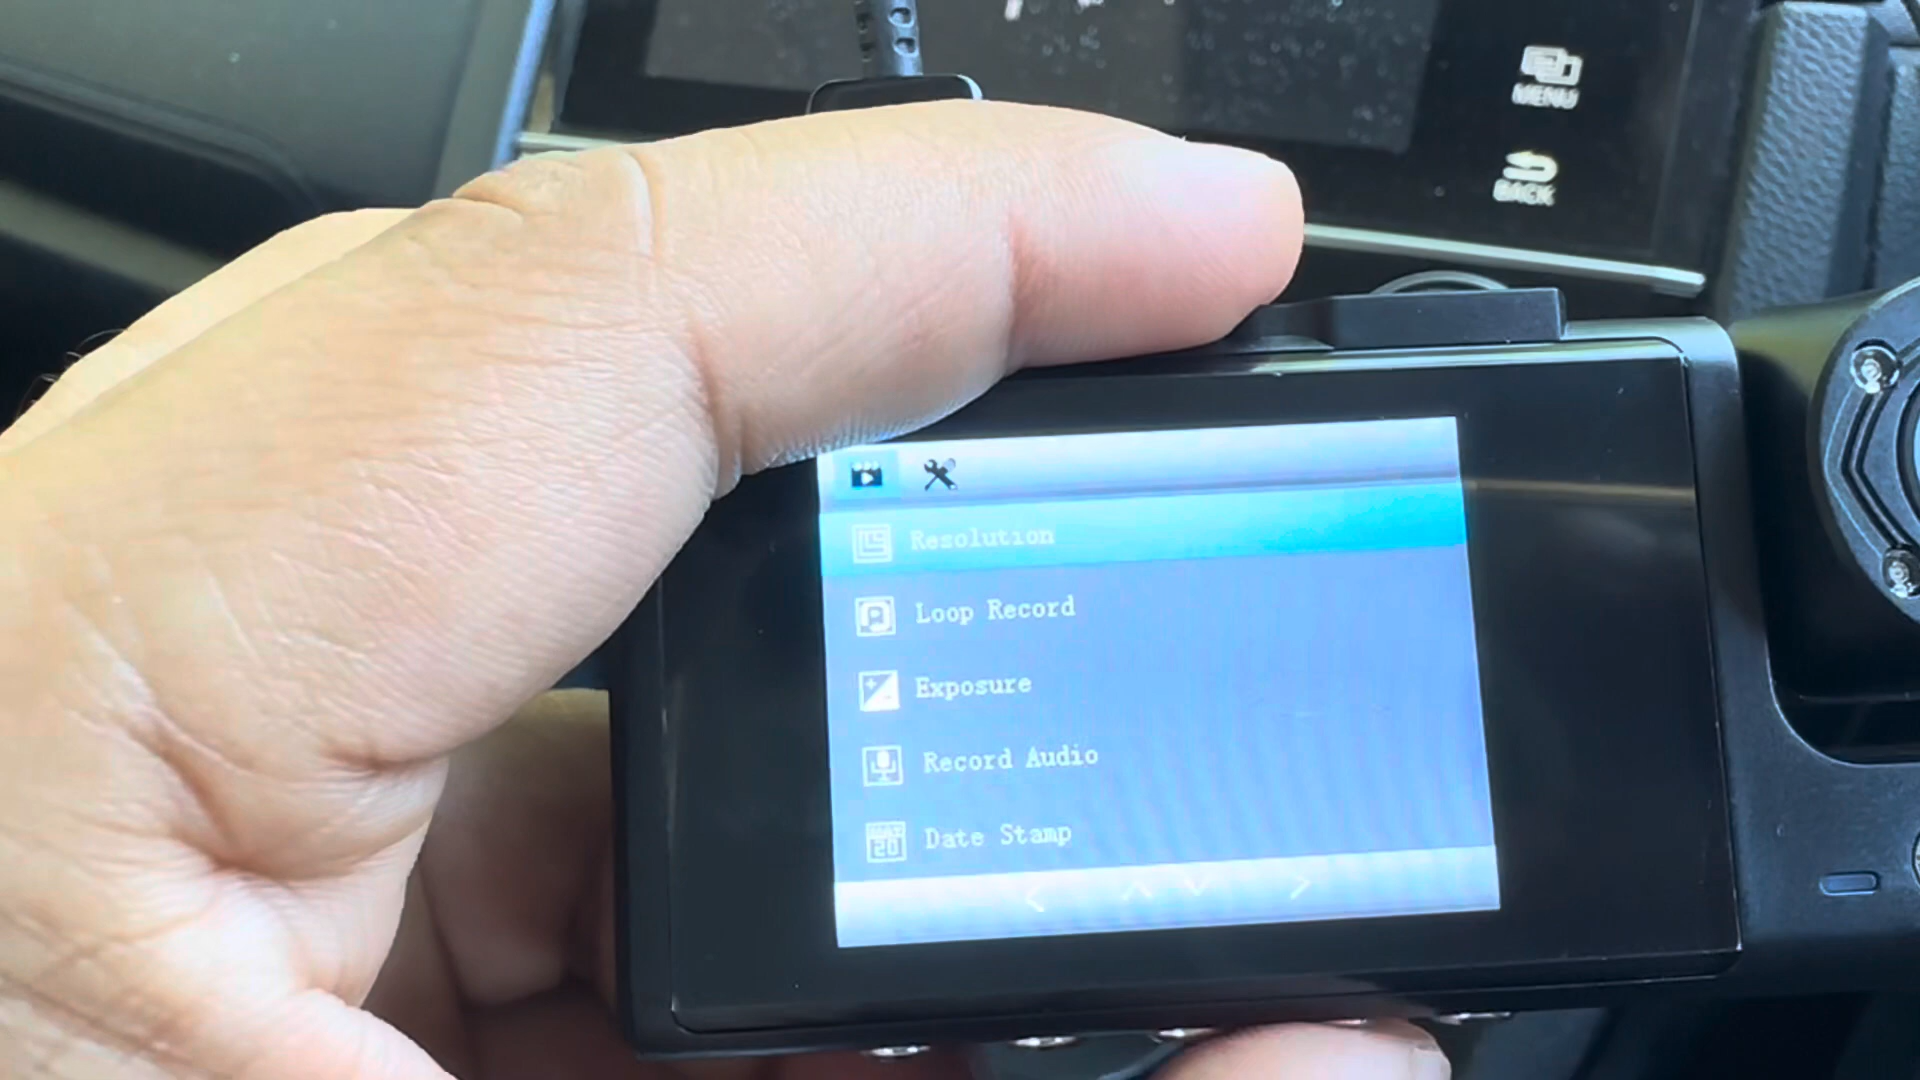 MENU
BACK
Resolution
Loop Record
Exposure
Record Audio
Date Stamp